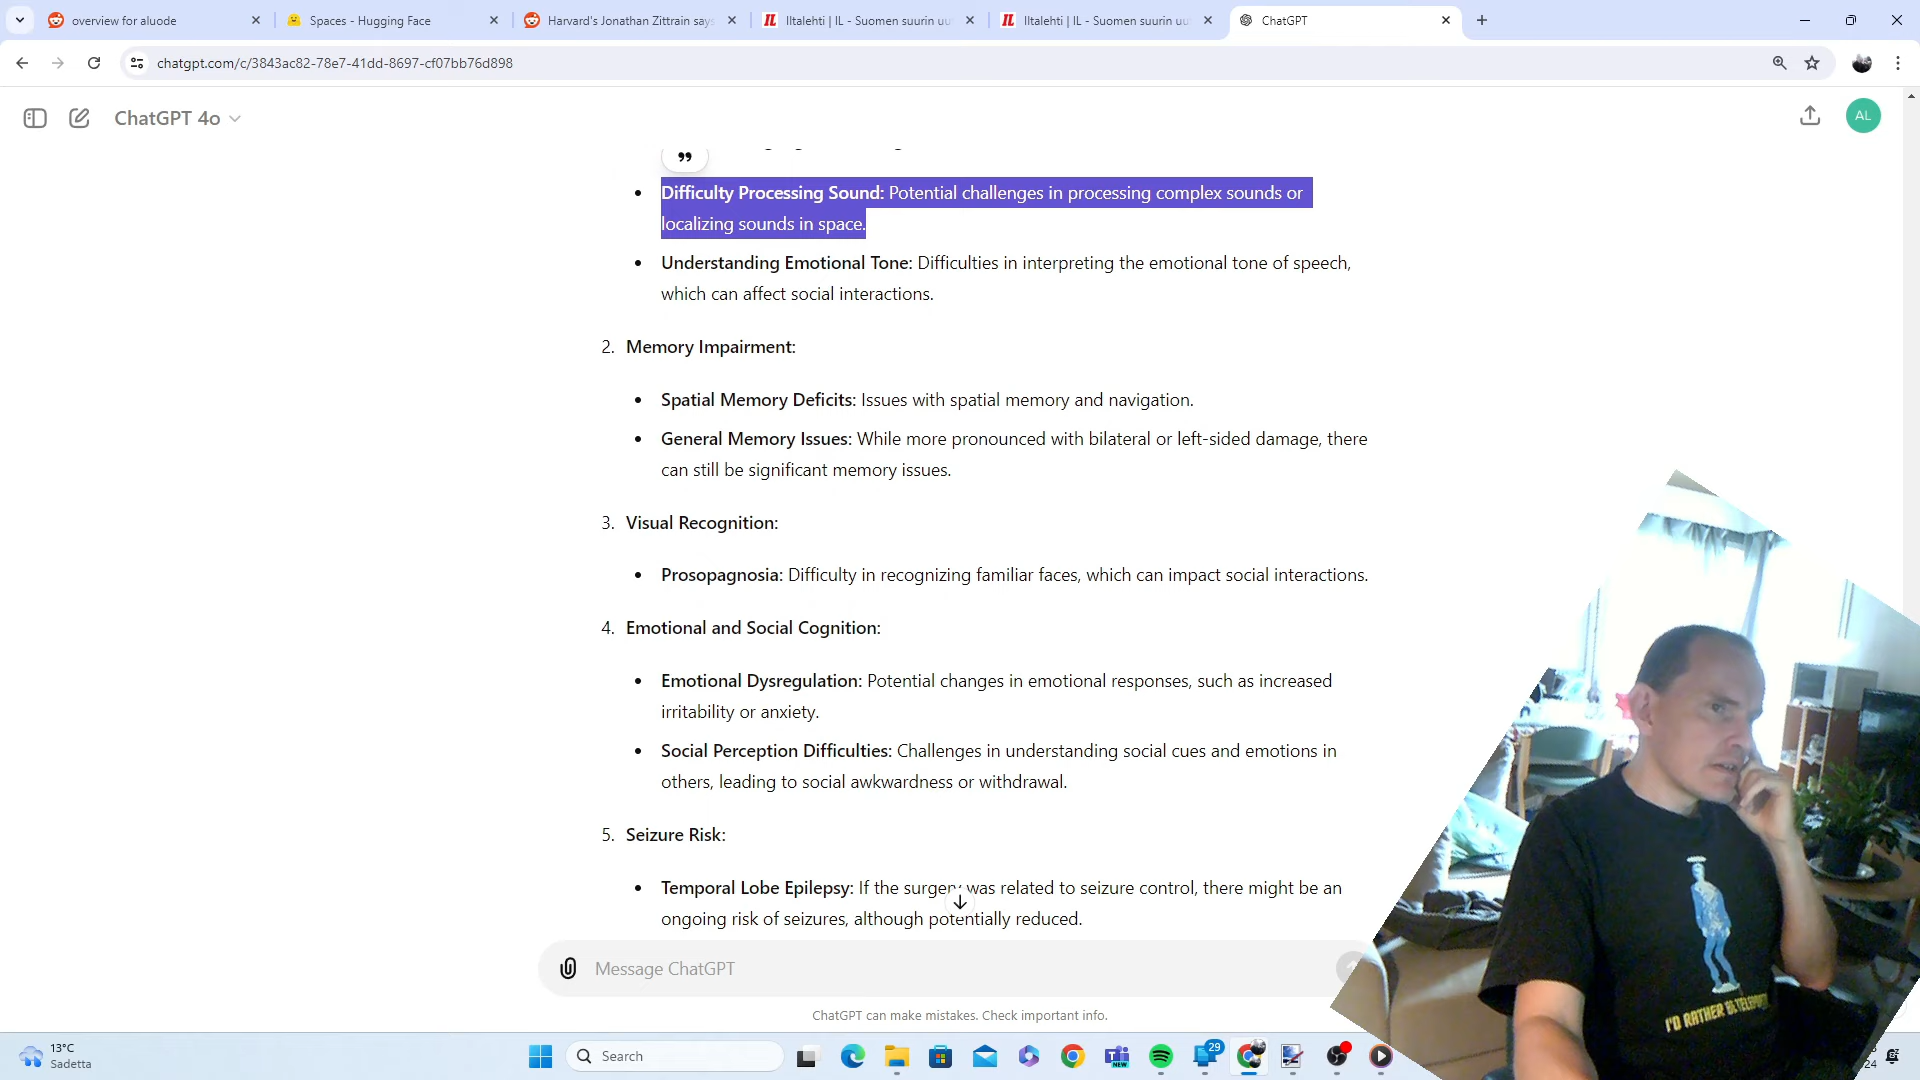 overview for aluode
Spaces - Hugging Face
Harvard's Jonathan Zittrain says
Iltalehti | IL - Suomen suurin uu
Iltalehti | IL - Suomen suurin uu
ChatGPT
chatgpt.com/c/3843ac82-78e7-41dd-8697-cf07bb76d898
ChatGPT 4o
AL
Difficulty Processing Sound: Potential challenges in processing complex sounds or
localizing sounds in space.
Understanding Emotional Tone: Difficulties in interpreting the emotional tone of speech,
which can affect social interactions.
2. Memory Impairment:
Spatial Memory Deficits: Issues with spatial memory and navigation.
General Memory Issues: While more pronounced with bilateral or left-sided damage, there
can still be significant memory issues.
3. Visual Recognition:
Prosopagnosia: Difficulty in recognizing familiar faces, which can impact social interactions.
4. Emotional and Social Cognition:
Emotional Dysregulation: Potential changes in emotional responses, such as increased
irritability or anxiety.
Social Perception Difficulties: Challenges in understanding social cues and emotions in
others, leading to social awkwardness or withdrawal.
5. Seizure Risk:
Temporal Lobe Epilepsy: If the surgery was related to seizure control, there might be an
ongoing risk of seizures, although potentially reduced.
Message ChatGPT
I'D RATHER BE
ChatGPT can make mistakes. Check important info.
13°C
Sadetta
Search
NEW
29
24